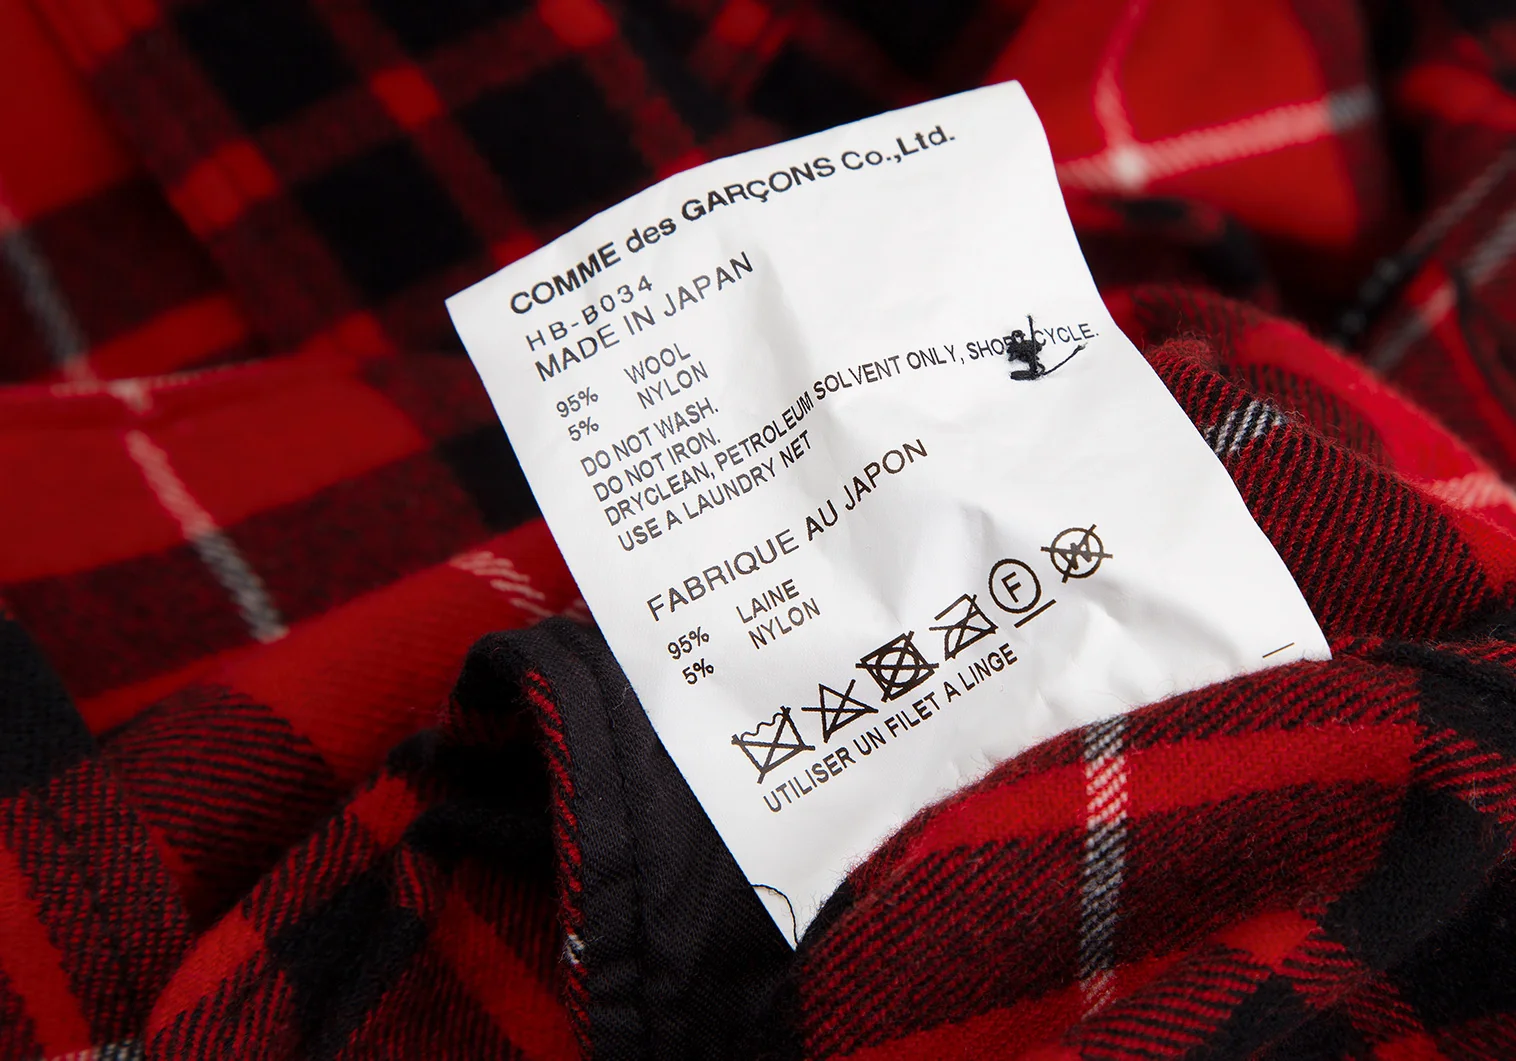 COMME des GARÇONS Co.,Ltd.
HB-B034
MADE IN JAPAN
95% WOOL
5% NYLON
DO NOT WASH.
DO NOT IRON.
DRYCLEAN, PETROLEUM SOLVENT ONLY, CYCLE.
USE A LAUNDRY NET
FABRIQUE AU JAPON
95% LAINE
5% NYLON
F W
UTILISER UN FILET A LINGE